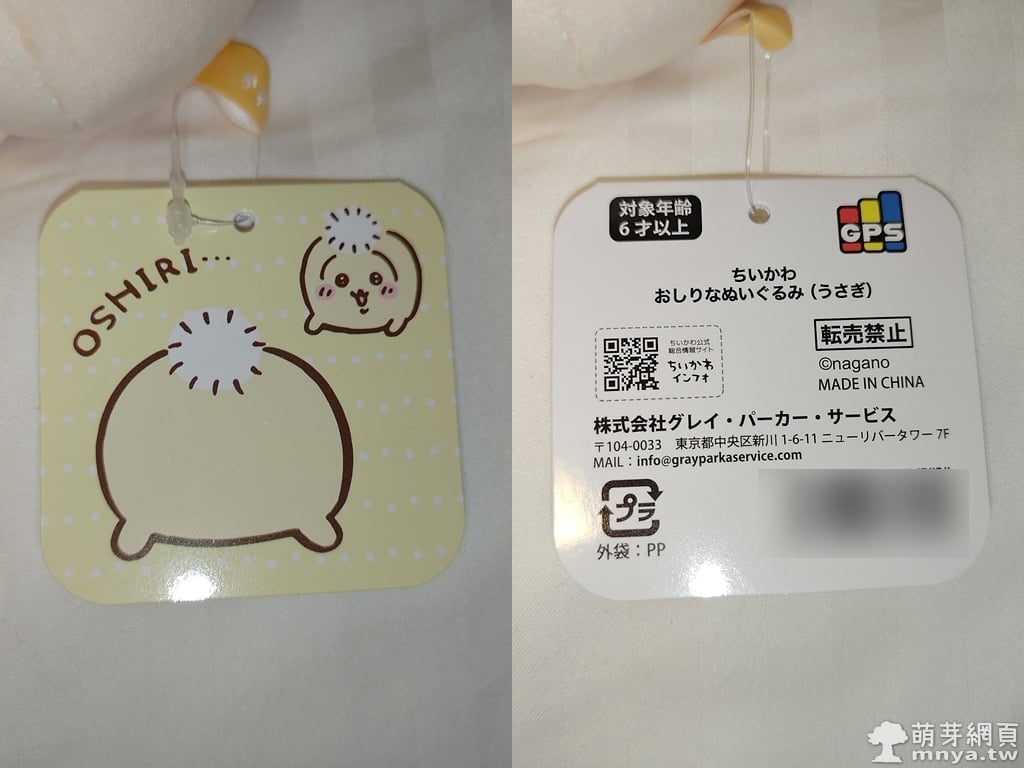 OSHIRI...
対象年齢
6才以上
GPS
ちいかわ
おしりなぬいぐるみ（うさぎ）
ちいかわ公式
総合情報サイト
ちいかわ
インフォ
転売禁止
©nagano
MADE IN CHINA
株式会社グレイ・パーカー・サービス
〒104-0033 東京都中央区新川1-6-11 ニューリバータワー 7F
MAIL：info@grayparkaservice.com
プラ
外袋：PP
萌芽網頁
mnya.tw